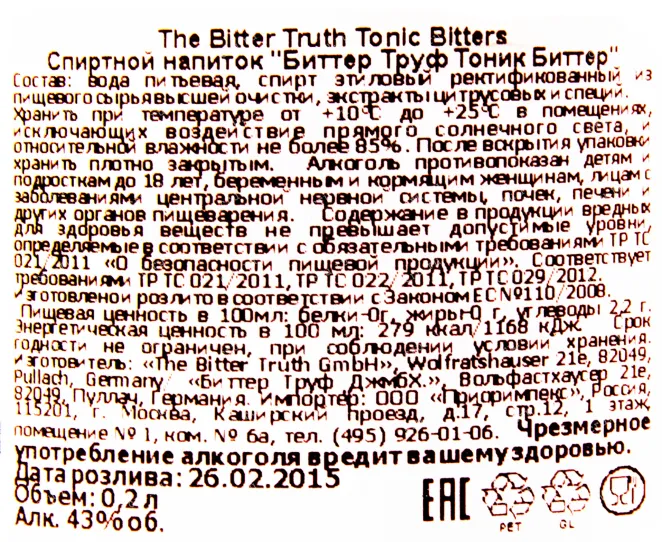 The Bitter Truth Tonic Bitters
Спиртной напиток "Биттер Труф Тоник Биттер"
Состав: вода питьевая, спирт этиловый ректификованный из
пищевого сырья высшей очистки, экстракты цитрусовых и специй.
Хранить при температуре от +10°С до +25°С в помещениях,
исключающих воздействие прямого солнечного света, и
относительной влажности не более 85%. После вскрытия упаковки
хранить плотно закрытым. Алкоголь противопоказан детям и
подросткам до 18 лет, беременным и кормящим женщинам, лицам с
заболеваниями центральной нервной системы, почек, печени и
других органов пищеварения. Содержание в продукции вредных
для здоровья веществ не превышает допустимые уровни,
определяемые в соответствии с обязательными требованиями ТР ТС
021/2011 «О безопасности пищевой продукции». Соответствует
требованиями ТР ТС 021/2011, ТР ТС 022/2011, ТР ТС 029/2012.
Изготовлено и розлито в соответствии с Законом ЕС №110/2008.
Пищевая ценность в 100мл: белки-0г, жиры-0 г, углеводы 2,2 г.
Энергетическая ценность в 100 мл: 279 ккал/1168 кДж. Срок
годности не ограничен, при соблюдении условий хранения.
Изготовитель: «The Bitter Truth GmbH», Wolfratshauser 21e, 82049,
Pullach, Germany/ «Биттер Труф ДжмбХ.», Вольфастхаусер 21е,
82049, Пуллач, Германия. Импортер: ООО «Приоримпекс», Россия,
115201, г. Москва, Каширский проезд, д.17, стр.12, 1 этаж,
помещение № 1, ком. № 6а, тел. (495) 926-01-06. Чрезмерное
употребление алкоголя вредит вашему здоровью.
Дата розлива: 26.02.2015
Объем: 0,2 л
Алк. 43% об.
EAC
PET
GL